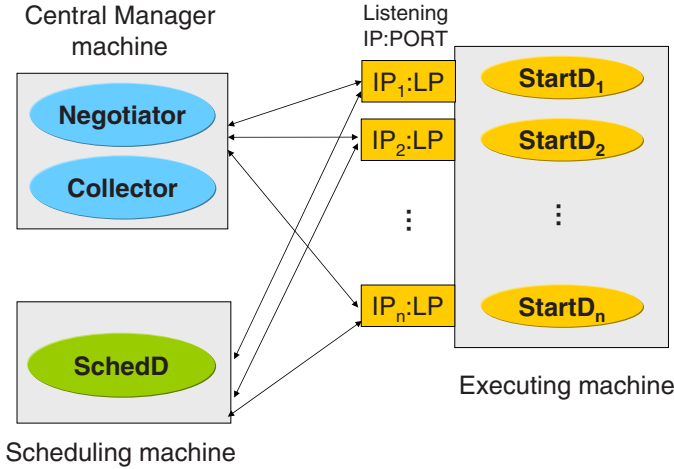 Central Manager
machine
Listening
IP:PORT
Negotiator
Collector
IP₁:LP
StartD₁
IP₂:LP
StartD₂
...
...
IPₙ:LP
StartDₙ
SchedD
Executing machine
Scheduling machine